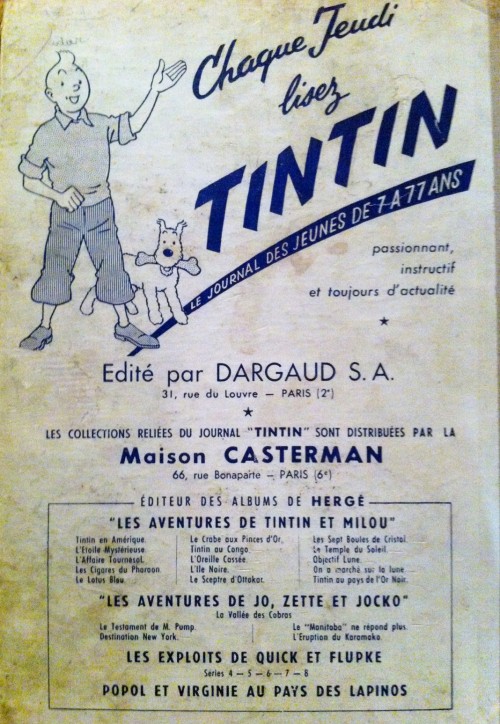 Chaque Jeudi
lisez
TINTIN
LE JOURNAL DES JEUNES DE 7 A 77 ANS
passionnant,
instructif
et toujours d'actualité
Edité par DARGAUD S. A.
31, rue du Louvre — PARIS (2e)
LES COLLECTIONS RELIÉES DU JOURNAL "TINTIN" SONT DISTRIBUÉES PAR LA
Maison CASTERMAN
66, rue Bonaparte — PARIS (6e)
ÉDITEUR DES ALBUMS DE HERGÉ
"LES AVENTURES DE TINTIN ET MILOU"
Tintin en Amérique.
L'Etoile Mystérieuse.
L'Affaire Tournesol.
Les Cigares du Pharaon.
Le Lotus Bleu.
Le Crabe aux Pinces d'Or.
Tintin au Congo.
L'Oreille Cassée.
L'Ile Noire.
Le Sceptre d'Ottokar.
Les Sept Boules de Cristal.
Le Temple du Soleil.
Objectif Lune.
On a marché sur la lune.
Tintin au pays de l'Or Noir.
"LES AVENTURES DE JO, ZETTE ET JOCKO"
La Vallée des Cobras
Le Testament de M. Pump.
Destination New York.
Le "Manitoba" ne répond plus.
L'Éruption du Karamako.
LES EXPLOITS DE QUICK ET FLUPKE
Séries 4 — 5 — 6 — 7 — 8
POPOL ET VIRGINIE AU PAYS DES LAPINOS